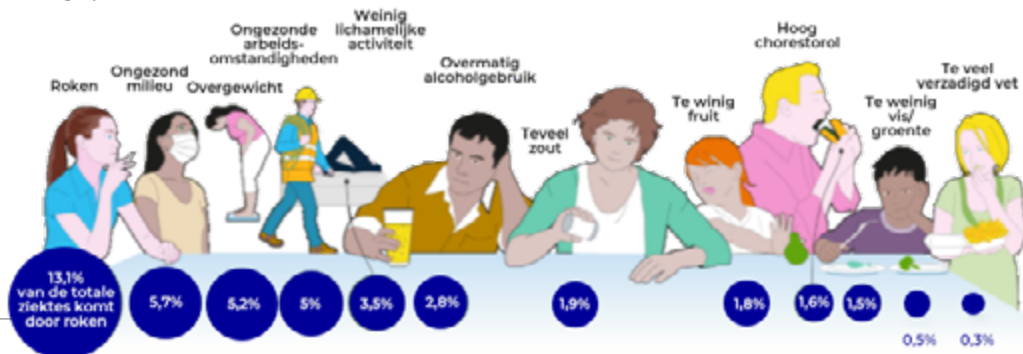 Roken
Ongezond
milieu
Overgewicht
Ongezonde
arbeids-
omstandigheden
Weinig
lichamelijke
activiteit
Overmatig
alcoholgebruik
Teveel
zout
Te winig
fruit
Hoog
chorestorol
Te weinig
vis/
groente
Te veel
verzadigd vet
13,1%
van de totale
ziektes komt
door roken
5,7%
5,2%
5%
3,5%
2,8%
1,9%
1,8%
1,6%
1,5%
0,5%
0,3%